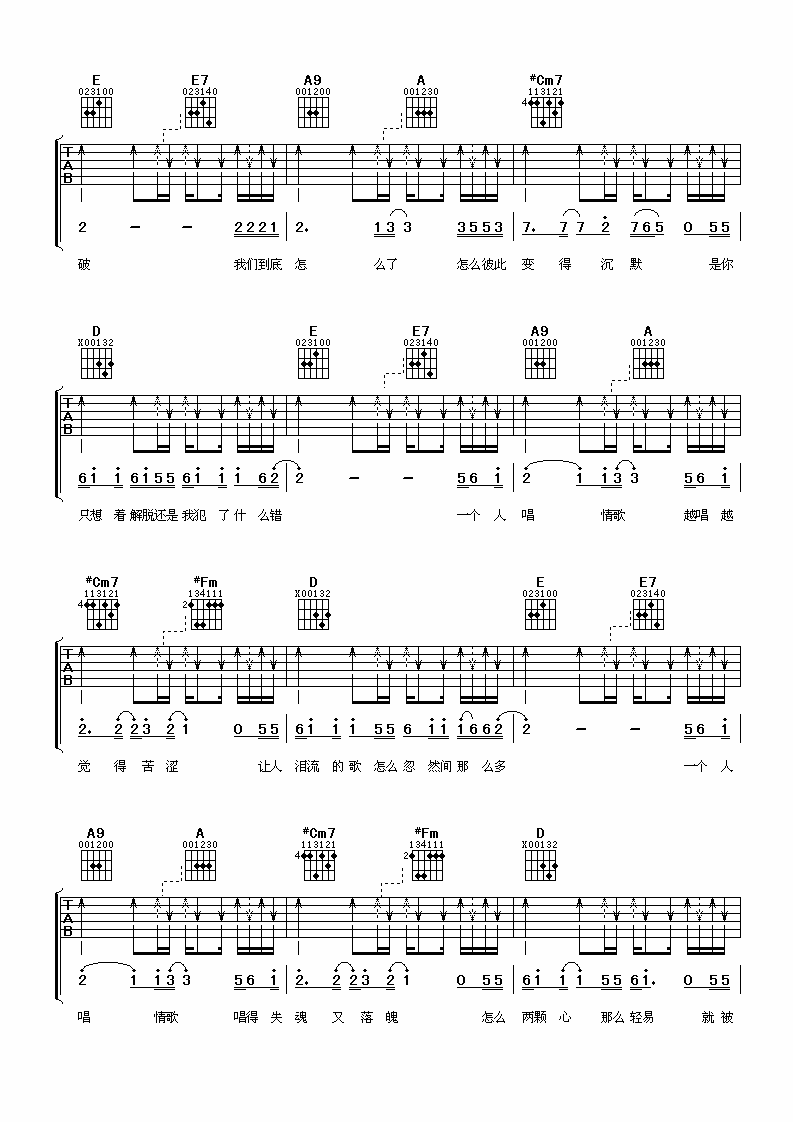 E E7 A9 A #Cm7
023100 023140 001200 001230 4 113121
T
A
B
2 – – 2221 2. 13 3 3553 7. 7 7 2 765 0 55
破 我们到底 怎 么了 怎么彼此 变 得 沉 默 是你
D E E7 A9 A
X00132 023100 023140 001200 001230
T
A
B
61 1 6155 61 1 1 62 2 – – 56 1 2 1 13 3 56 1
只想 着 解脱还是 我犯 了 什 么错 一个 人 唱 情歌 越唱 越
#Cm7 #Fm D E E7
4 113121 2 134111 X00132 023100 023140
T
A
B
2. 2 23 2 1 0 55 61 1 1 55 6 11 1662 2 – – 56 1
觉 得 苦 涩 让人 泪流 的 歌 怎么 忽 然间 那 么多 一个 人
A9 A #Cm7 #Fm D
001200 001230 4 113121 2 134111 X00132
T
A
B
2 1 13 3 56 1 2. 2 23 2 1 0 55 61 1 1 55 61. 0 55
唱 情歌 唱得 失 魂 又 落 魄 怎么 两颗 心 那么 轻易 就 被